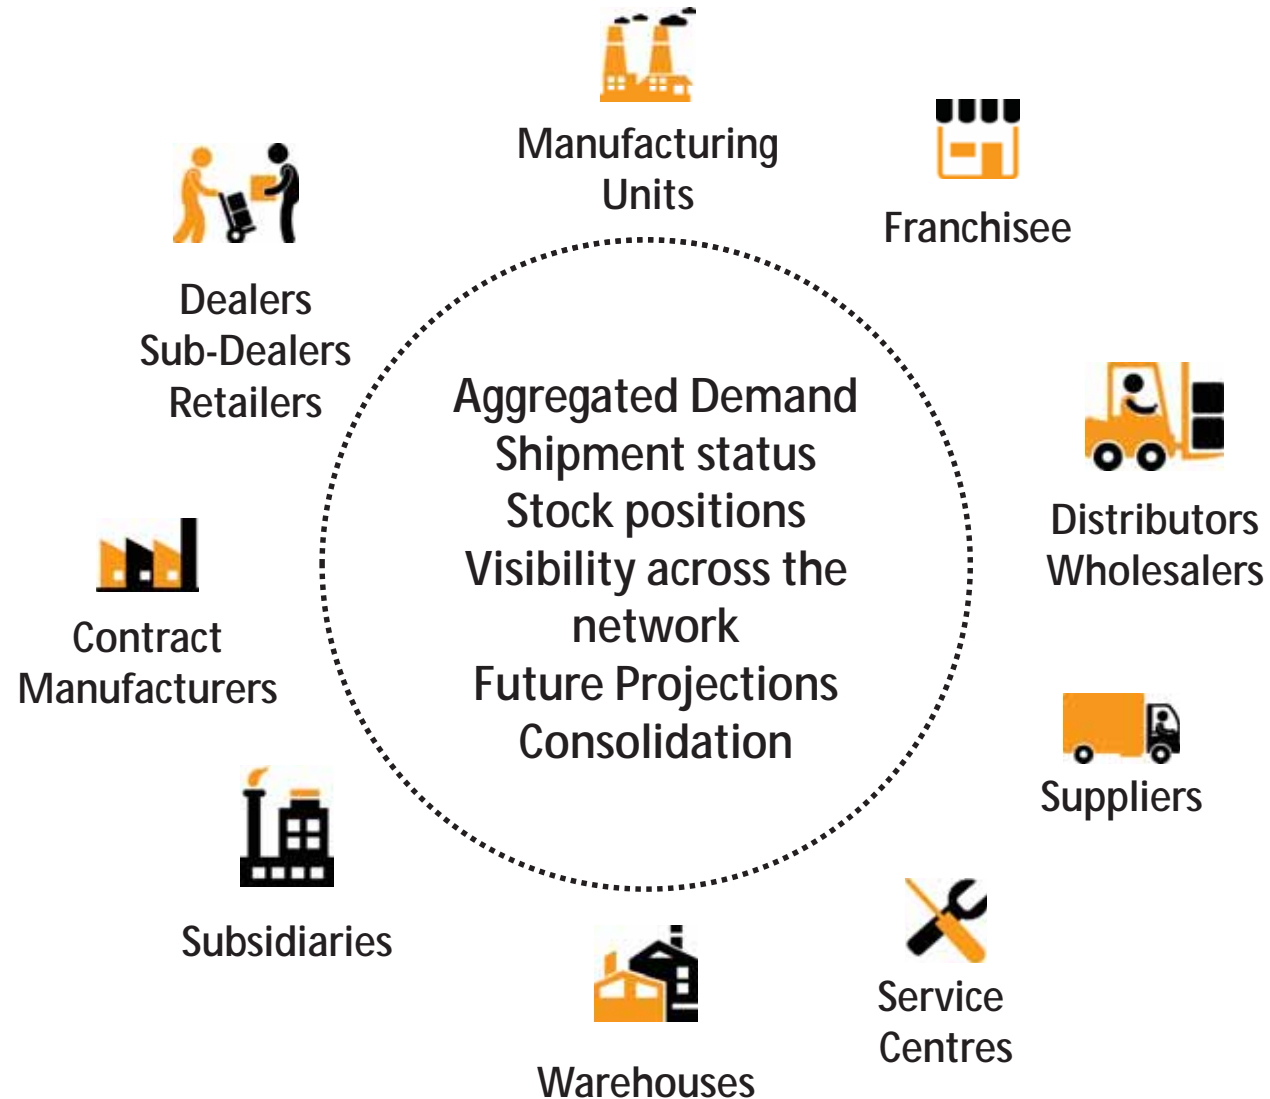 Manufacturing
Units
Franchisee
Dealers
Sub-Dealers
Retailers
Aggregated Demand
Shipment status
Stock positions
Visibility across the
network
Future Projections
Consolidation
Distributors
Wholesalers
Contract
Manufacturers
Suppliers
Subsidiaries
Service
Centres
Warehouses